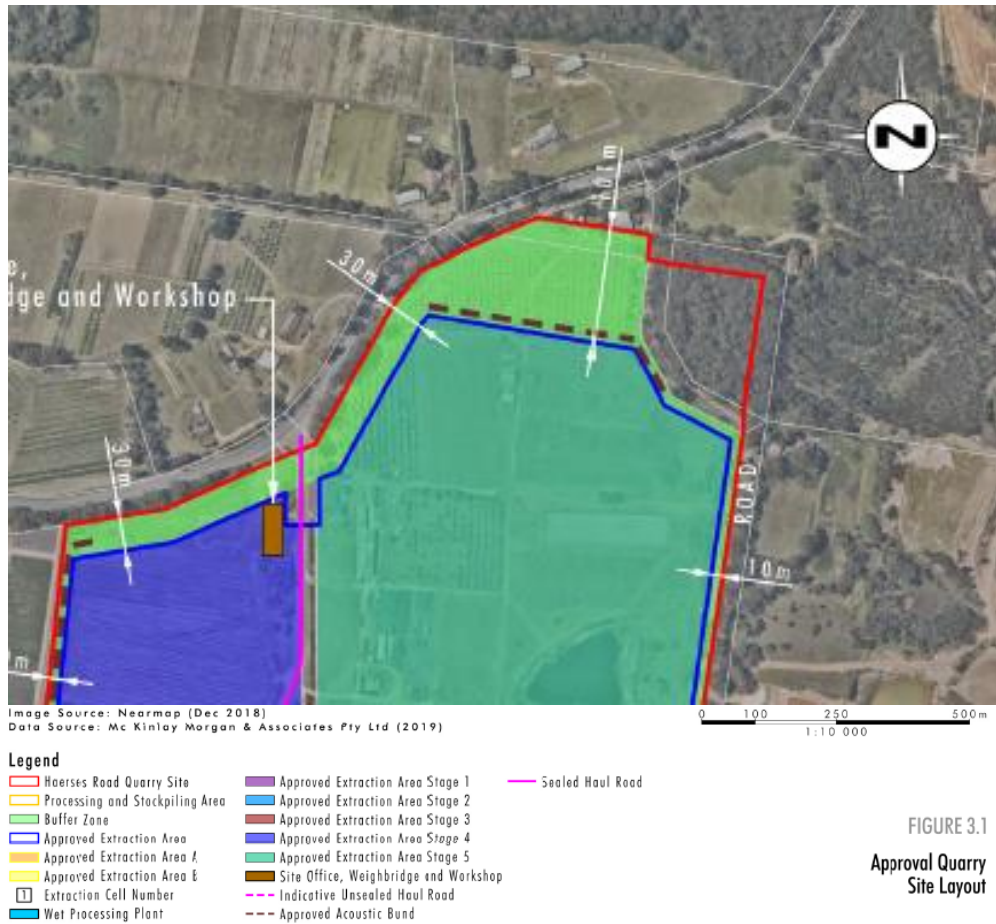 N
30m
dge and Workshop
30m
ROAD
10m
m
Image Source: Nearmap (Dec 2018)
Data Source: Mc Kinlay Morgan & Associates Pty Ltd (2019)
0 100 250 500m
1:10 000
Legend
Haerses Road Quarry Site
Processing and Stockpiling Area
Buffer Zone
Approved Extraction Area
Approved Extraction Area A
Approved Extraction Area B
1 Extraction Cell Number
Wet Processing Plant
Approved Extraction Area Stage 1
Approved Extraction Area Stage 2
Approved Extraction Area Stage 3
Approved Extraction Area Stage 4
Approved Extraction Area Stage 5
Site Office, Weighbridge and Workshop
Indicative Unsealed Haul Road
Approved Acoustic Bund
Sealed Haul Road
FIGURE 3.1
Approval Quarry
Site Layout